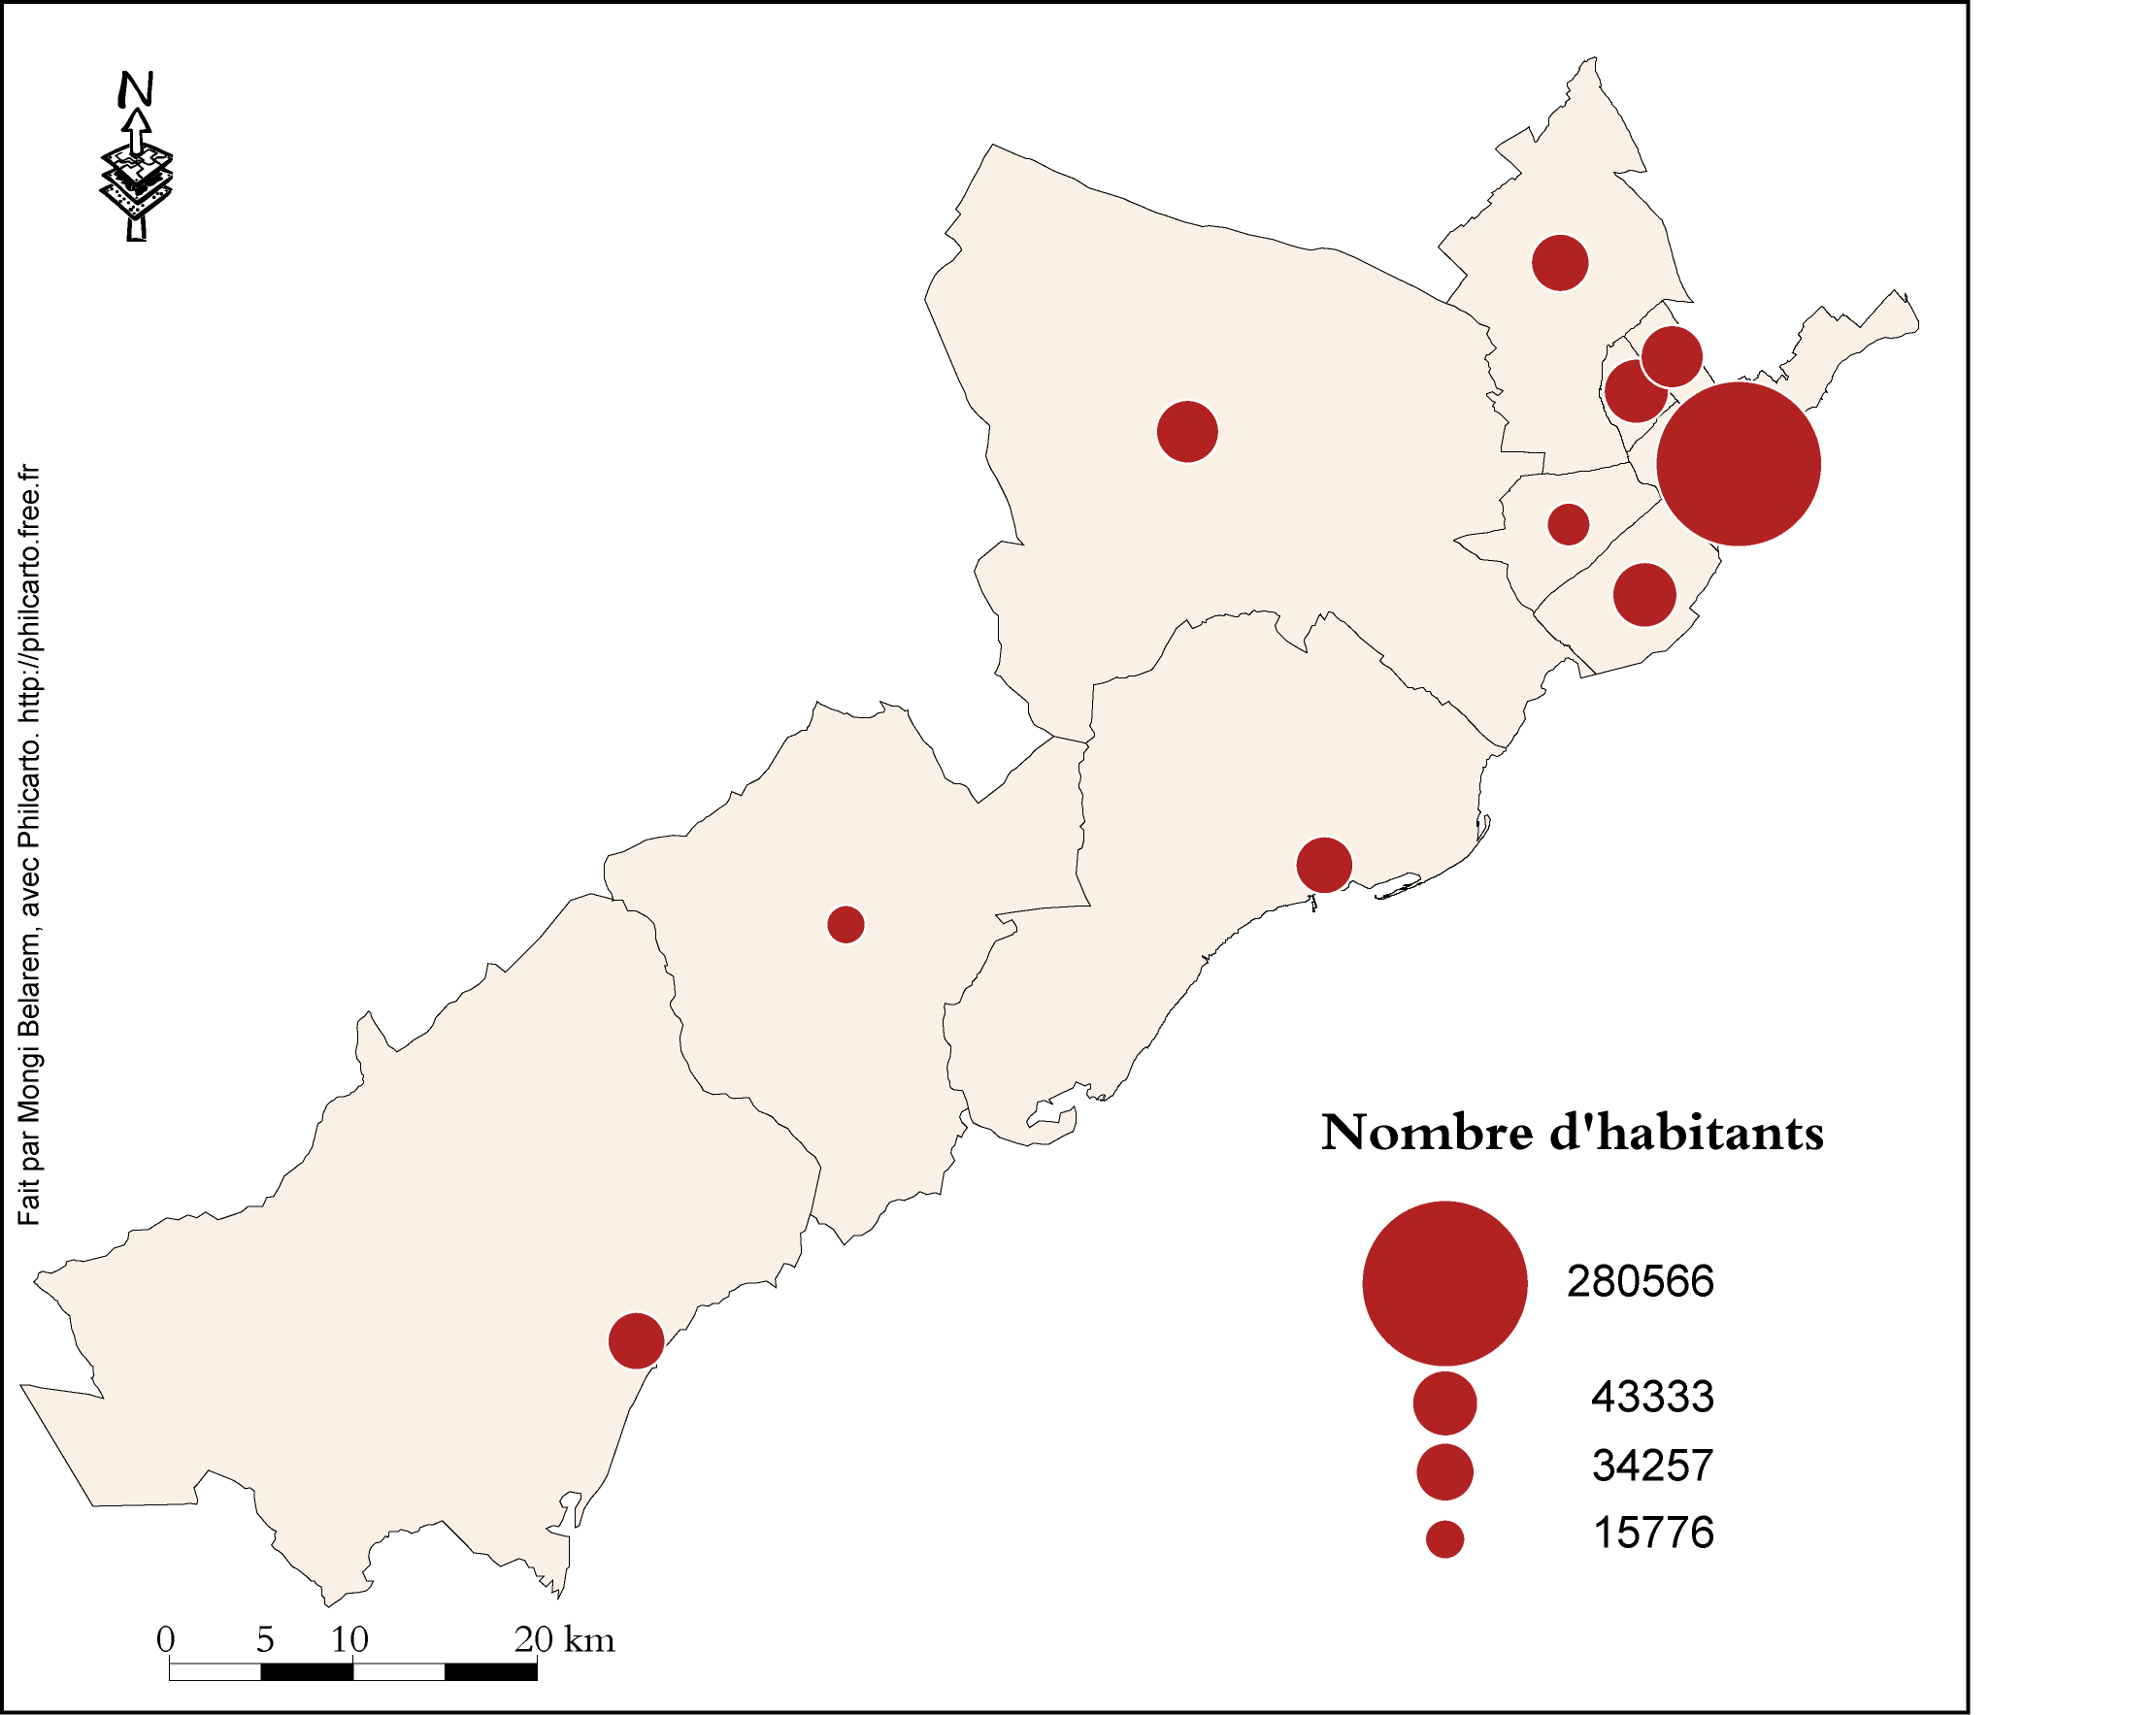 N
Fait par Mongi Belarem, avec Philcarto. http://philcarto.free.fr
Nombre d'habitants
280566
43333
34257
15776
0 5 10 20 km